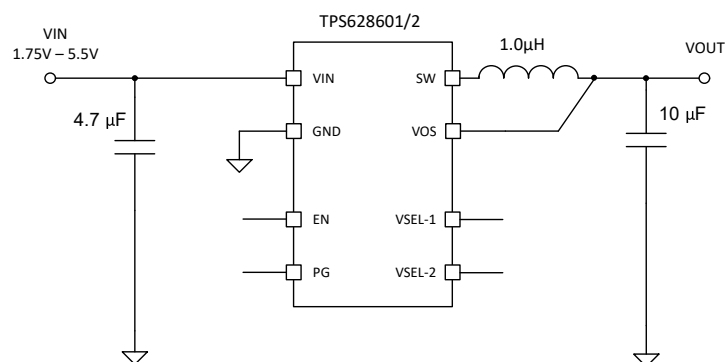 TPS628601/2
VIN
1.75V – 5.5V
1.0µH
VOUT
VIN
SW
4.7 µF
GND
VOS
10 µF
EN
VSEL-1
PG
VSEL-2